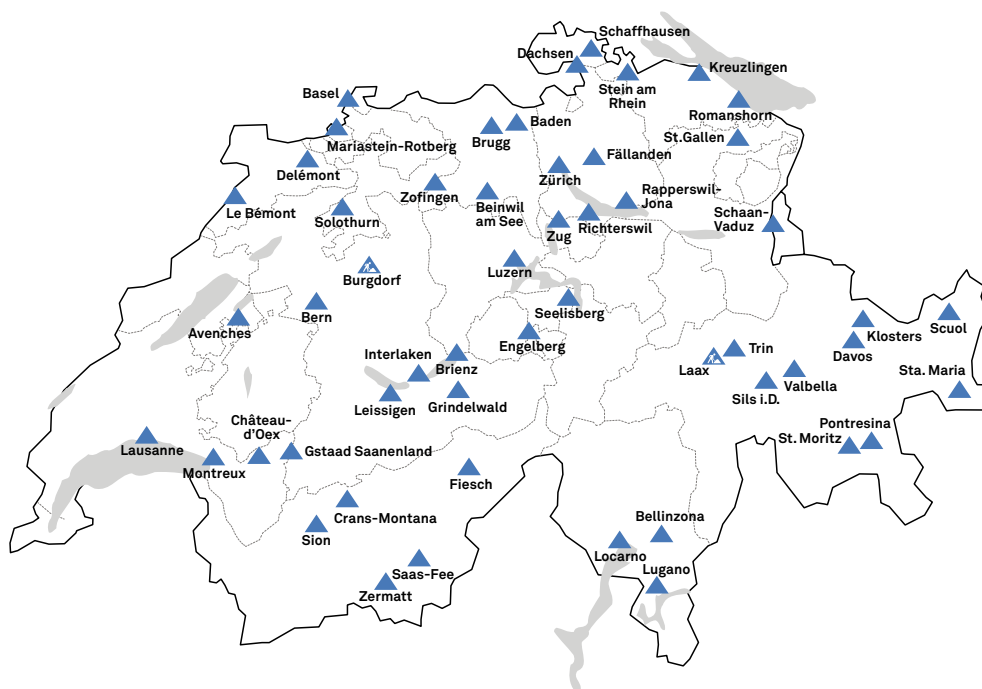 Schaffhausen
Dachsen
Kreuzlingen
Stein am
Rhein
Basel
Romanshorn
Baden
Mariastein-Rotberg
Brugg
St.Gallen
Fällanden
Delémont
Zürich
Zofingen
Rapperswil-
Jona
Le Bémont
Beinwil
am See
Solothurn
Schaan-
Vaduz
Zug
Richterswil
Luzern
Burgdorf
Seelisberg
Bern
Scuol
Avenches
Klosters
Engelberg
Trin
Davos
Interlaken
Brienz
Laax
Sta. Maria
Valbella
Sils i.D.
Leissigen
Grindelwald
Château-
d'Oex
Pontresina
St. Moritz
Lausanne
Gstaad Saanenland
Montreux
Fiesch
Crans-Montana
Bellinzona
Sion
Locarno
Lugano
Saas-Fee
Zermatt